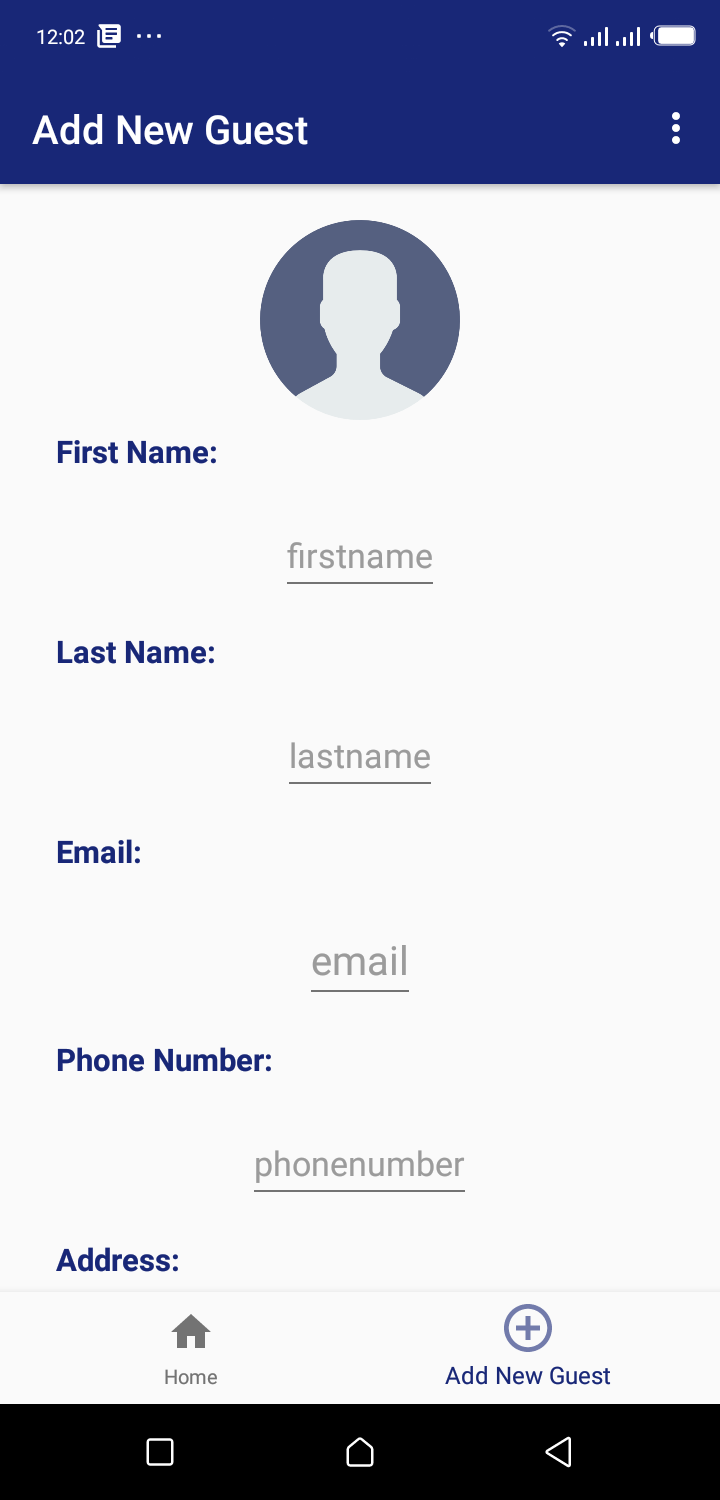 12:02
Add New Guest
First Name:
firstname
Last Name:
lastname
Email:
email
Phone Number:
phonenumber
Address:
Home
Add New Guest